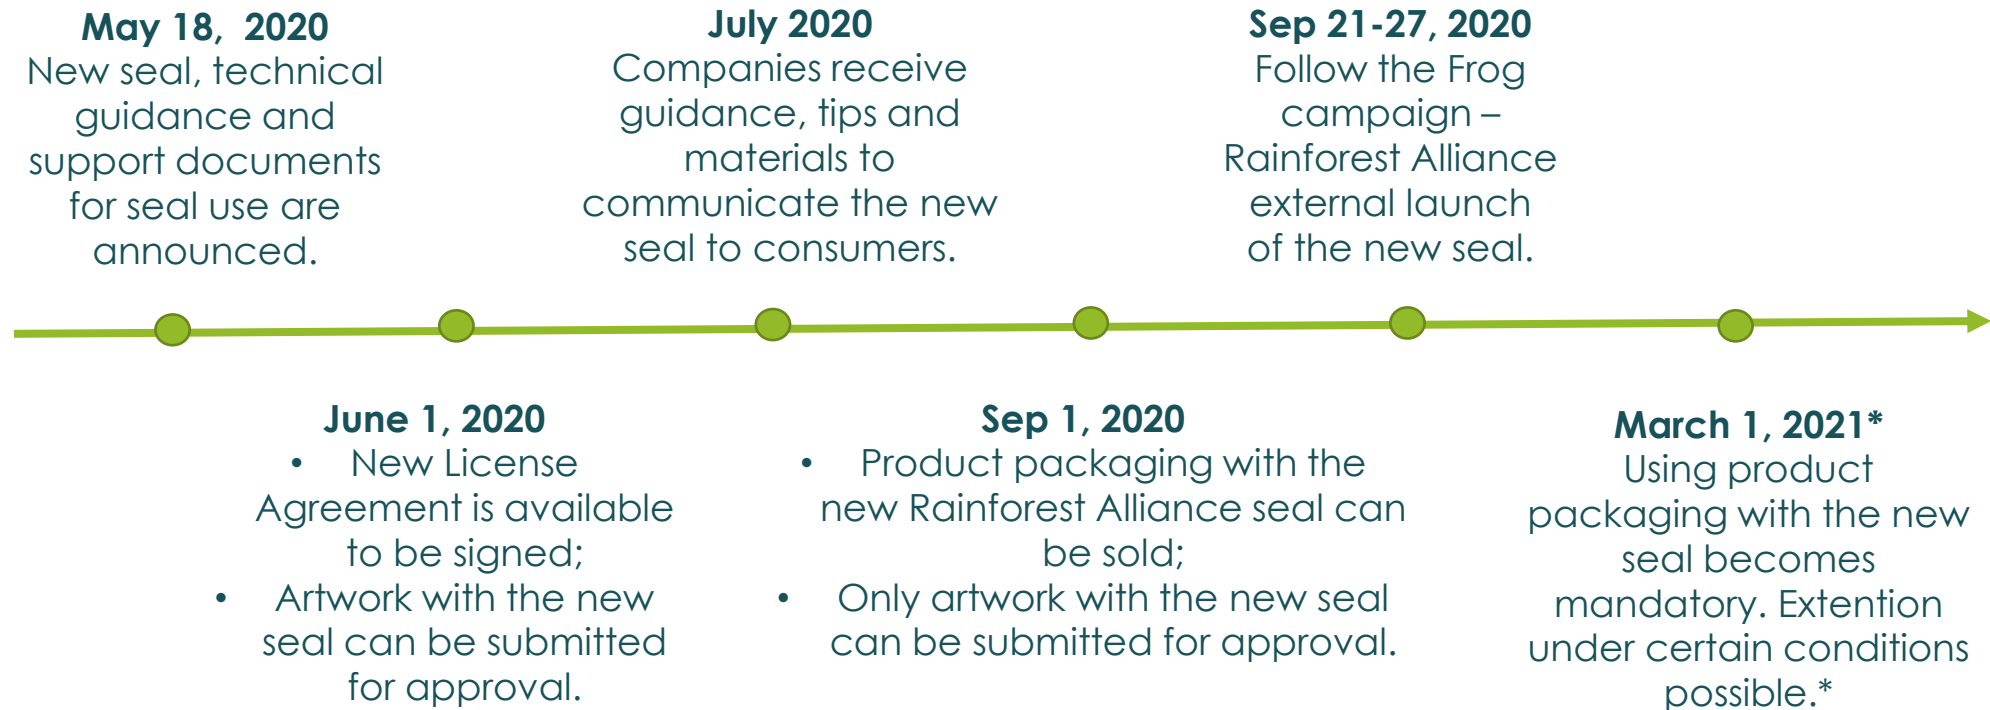 May 18,  2020
New seal, technical
guidance and
support documents
for seal use are
announced.
July 2020
Companies receive
guidance, tips and
materials to
communicate the new
seal to consumers.
Sep 21-27, 2020
Follow the Frog
campaign –
Rainforest Alliance
external launch
of the new seal.
June 1, 2020
• New License
Agreement is available
to be signed;
• Artwork with the new
seal can be submitted
for approval.
Sep 1, 2020
• Product packaging with the
new Rainforest Alliance seal can
be sold;
• Only artwork with the new seal
can be submitted for approval.
March 1, 2021*
Using product
packaging with the new
seal becomes
mandatory. Extention
under certain conditions
possible.*